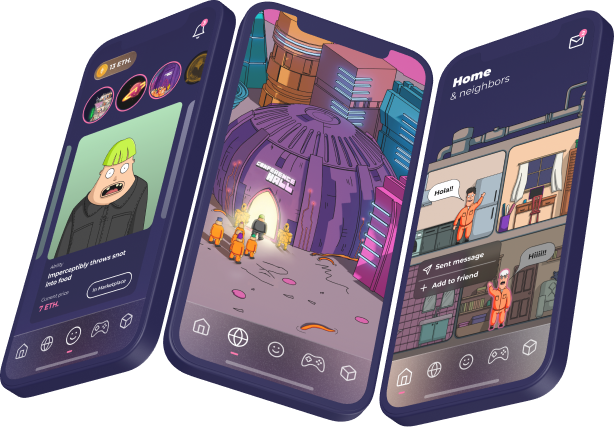 13 ETH.
Ability
Imperceptibly throws snot
into food
Current price
7 ETH.
In Marketplace
CONFERENCE
HALL
Home
& neighbors
Hola!!
Sent message
Add to friend
Hiiiii!